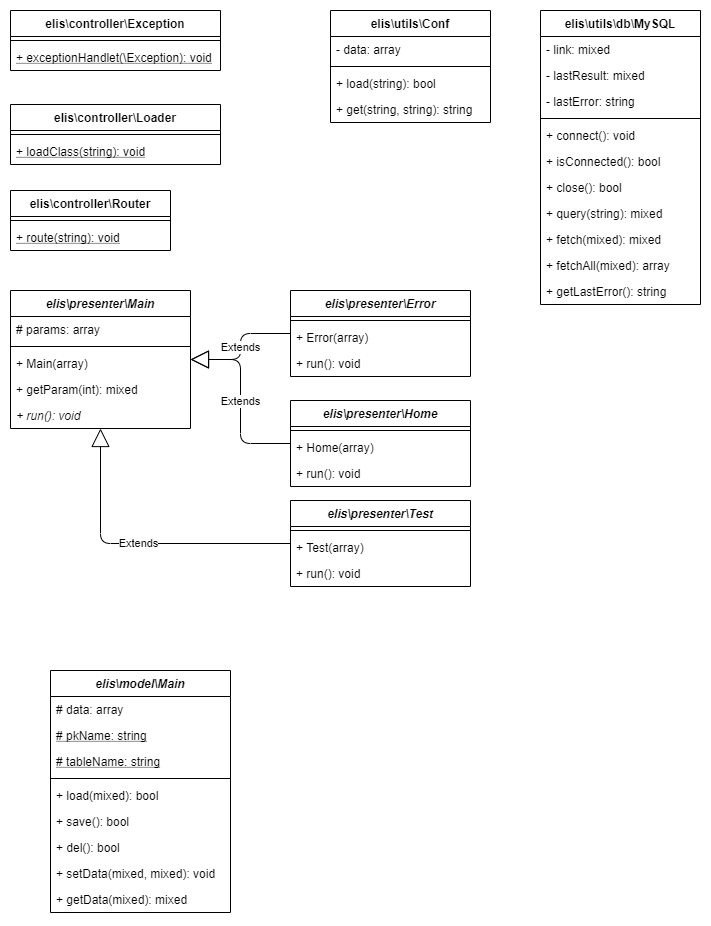 elis\controller\Exception
+ exceptionHandlet(\Exception): void
elis\controller\Loader
+ loadClass(string): void
elis\controller\Router
+ route(string): void
elis\utils\Conf
- data: array
+ load(string): bool
+ get(string, string): string
elis\utils\db\MySQL
- link: mixed
- lastResult: mixed
- lastError: string
+ connect(): void
+ isConnected(): bool
+ close(): bool
+ query(string): mixed
+ fetch(mixed): mixed
+ fetchAll(mixed): array
+ getLastError(): string
elis\presenter\Main
# params: array
+ Main(array)
+ getParam(int): mixed
+ run(): void
Extends
Extends
Extends
elis\presenter\Error
+ Error(array)
+ run(): void
elis\presenter\Home
+ Home(array)
+ run(): void
elis\presenter\Test
+ Test(array)
+ run(): void
elis\model\Main
# data: array
# pkName: string
# tableName: string
+ load(mixed): bool
+ save(): bool
+ del(): bool
+ setData(mixed, mixed): void
+ getData(mixed): mixed